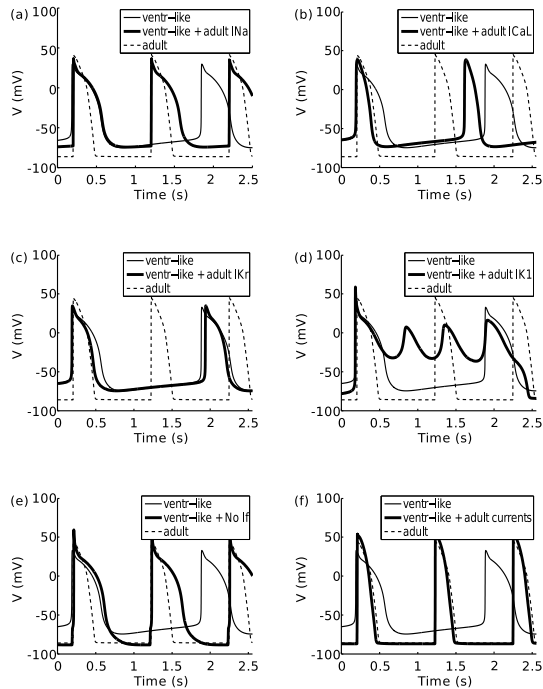 (a)
ventr-like
ventr-like + adult INa
adult
V (mV)
100
50
0
-50
-100
0 0.5 1 1.5 2 2.5
Time (s)
(b)
ventr-like
ventr-like + adult ICaL
adult
V (mV)
100
50
0
-50
-100
0 0.5 1 1.5 2 2.5
Time (s)
(c)
ventr-like
ventr-like + adult IKr
adult
V (mV)
100
50
0
-50
-100
0 0.5 1 1.5 2 2.5
Time (s)
(d)
ventr-like
ventr-like + adult IK1
adult
V (mV)
100
50
0
-50
-100
0 0.5 1 1.5 2 2.5
Time (s)
(e)
ventr-like
ventr-like + No If
adult
V (mV)
100
50
0
-50
-100
0 0.5 1 1.5 2 2.5
Time (s)
(f)
ventr-like
ventr-like + adult currents
adult
V (mV)
100
50
0
-50
-100
0 0.5 1 1.5 2 2.5
Time (s)